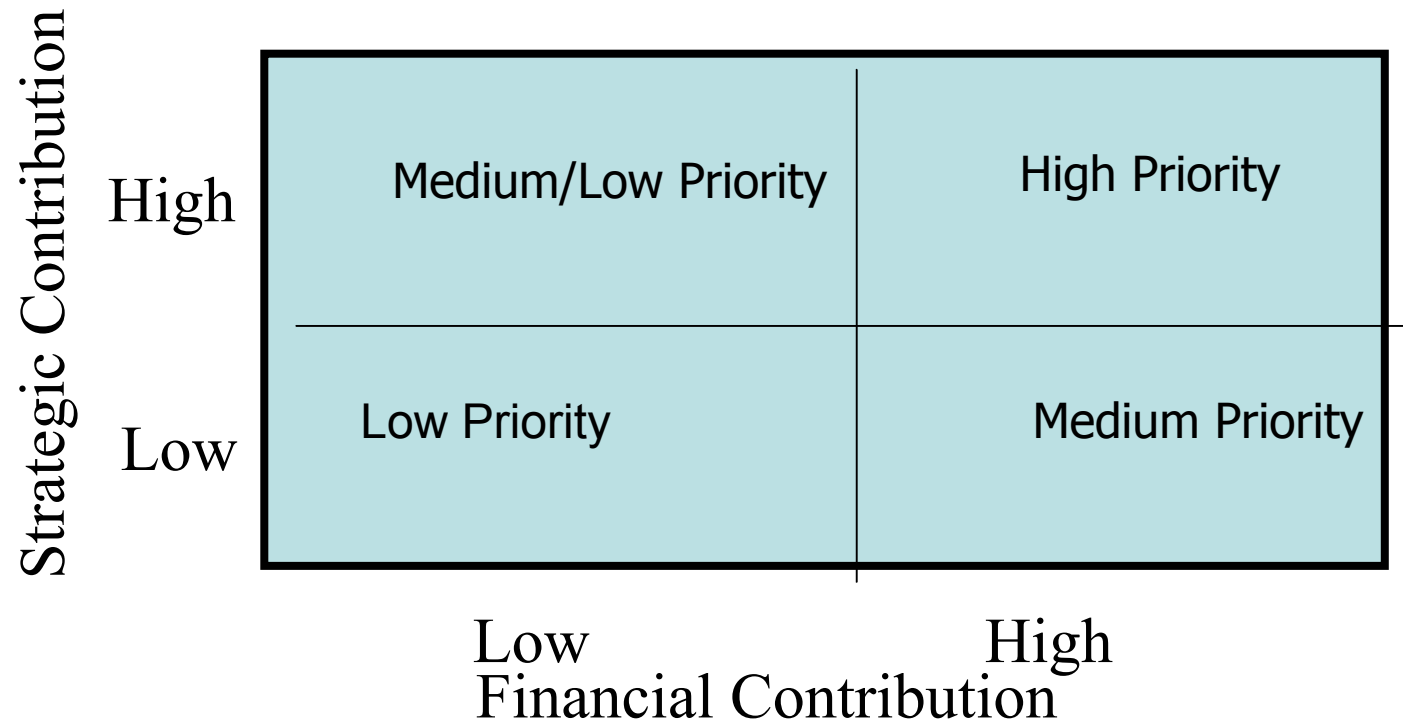 Strategic Contribution
High
Medium/Low Priority
High Priority
Low
Low Priority
Medium Priority
Low
High
Financial Contribution